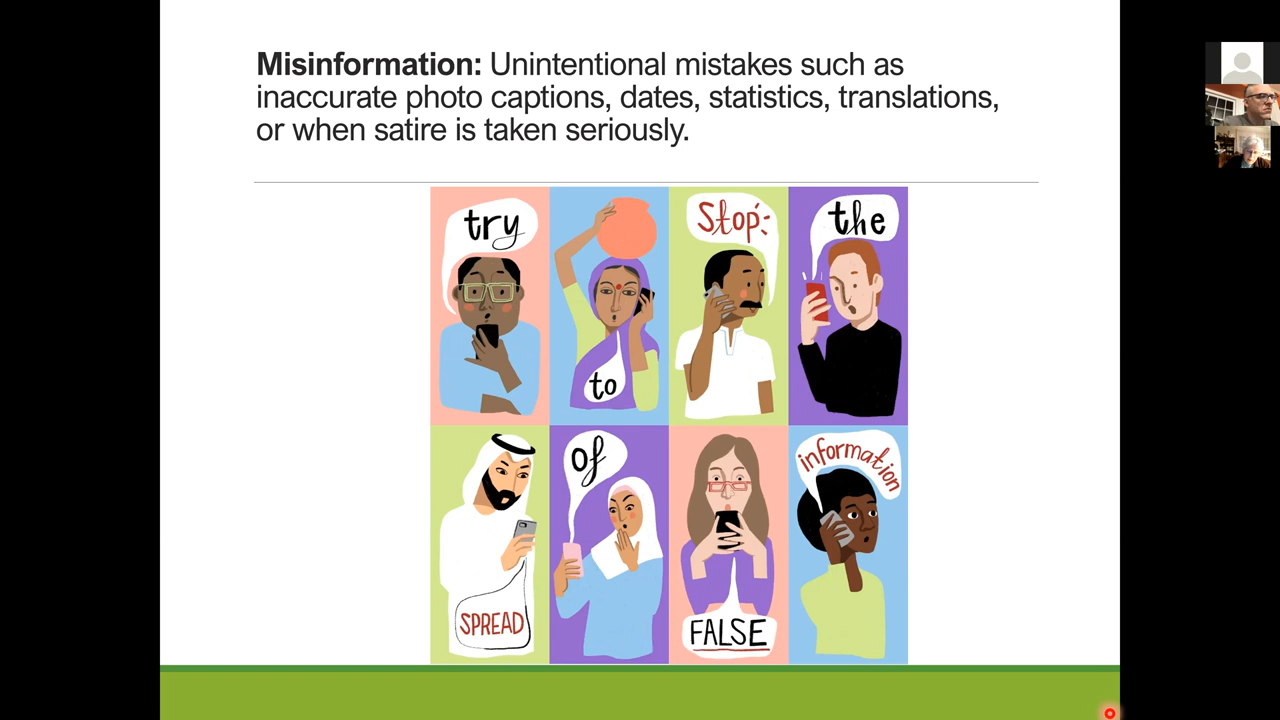 Misinformation: Unintentional mistakes such as
inaccurate photo captions, dates, statistics, translations,
or when satire is taken seriously.
try
to
Stop
the
SPREAD
of
FALSE
information